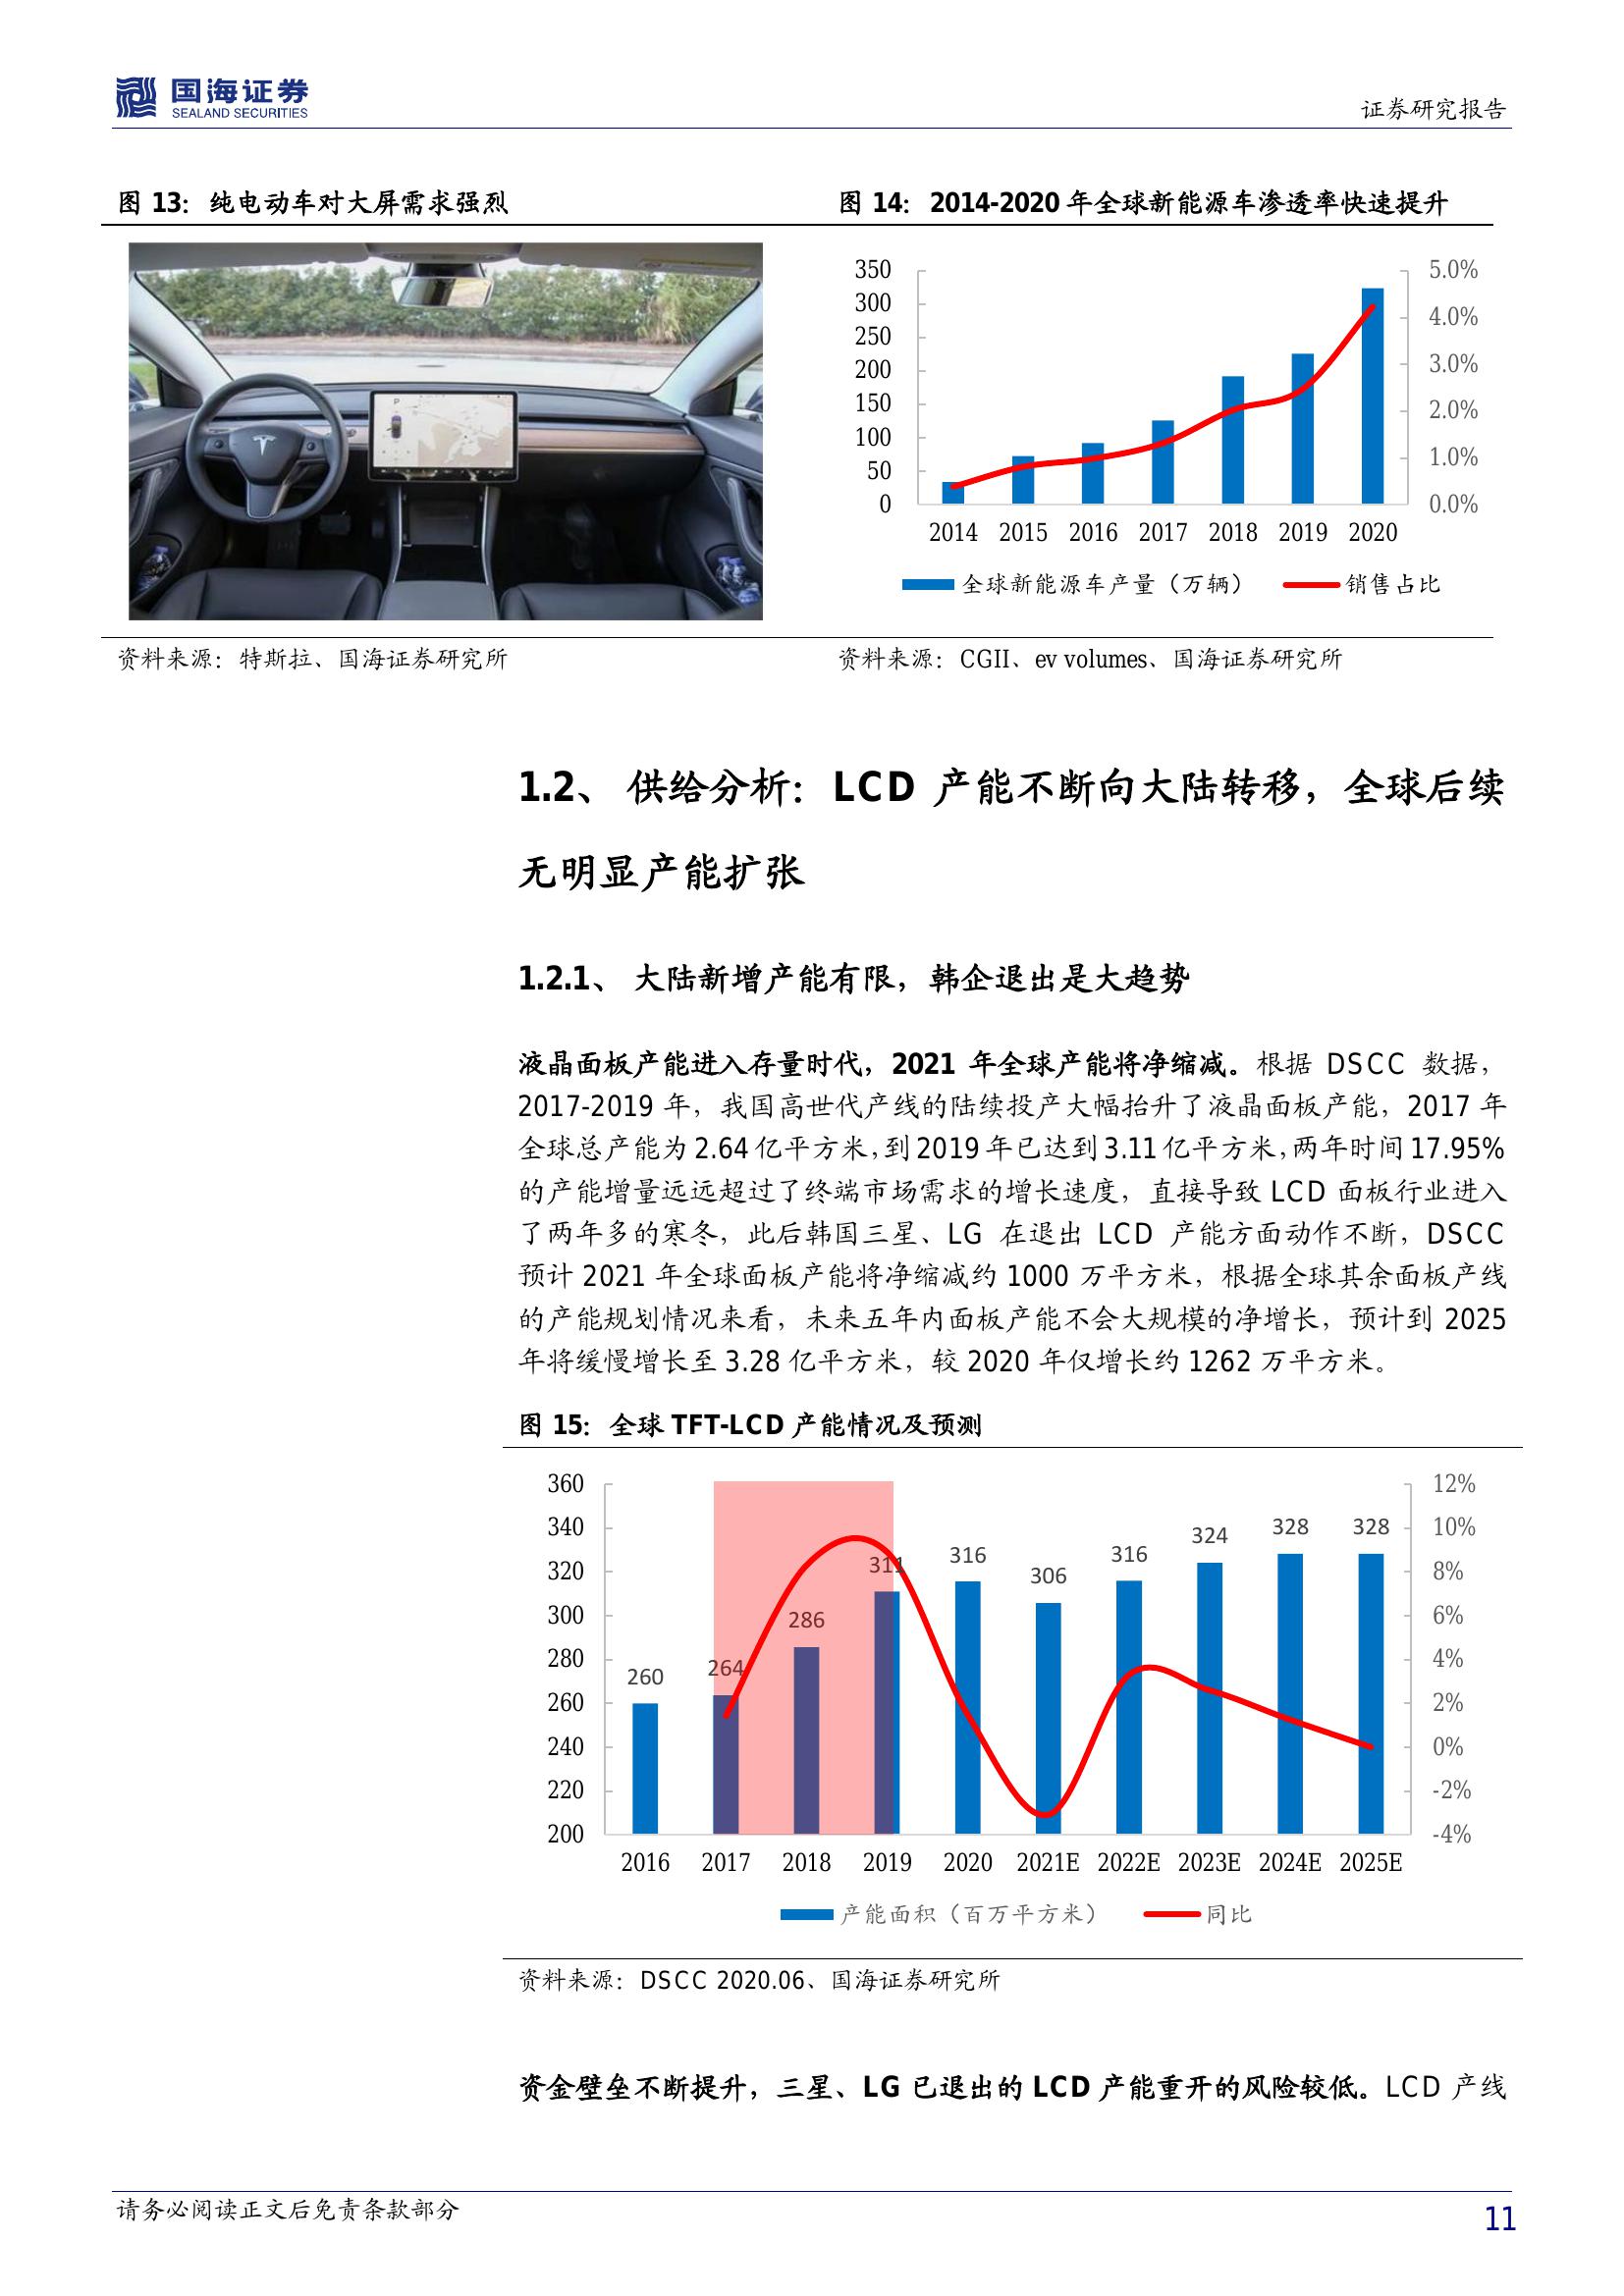 国海证券
SEALAND SECURITIES
证券研究报告
图 13：纯电动车对大屏需求强烈
图 14：2014-2020 年全球新能源车渗透率快速提升
350
300
250
200
150
100
50
0
5.0%
4.0%
3.0%
2.0%
1.0%
0.0%
2014 2015 2016 2017 2018 2019 2020
全球新能源车产量（万辆） 销售占比
资料来源：特斯拉、国海证券研究所
资料来源：CGII、ev volumes、国海证券研究所
1.2、 供给分析：LCD 产能不断向大陆转移，全球后续
无明显产能扩张
1.2.1、 大陆新增产能有限，韩企退出是大趋势
液晶面板产能进入存量时代，2021 年全球产能将净缩减。根据 DSCC 数据，
2017-2019 年，我国高世代产线的陆续投产大幅抬升了液晶面板产能，2017 年
全球总产能为 2.64 亿平方米，到 2019 年已达到 3.11 亿平方米，两年时间 17.95%
的产能增量远远超过了终端市场需求的增长速度，直接导致 LCD 面板行业进入
了两年多的寒冬，此后韩国三星、LG 在退出 LCD 产能方面动作不断，DSCC
预计 2021 年全球面板产能将净缩减约 1000 万平方米，根据全球其余面板产线
的产能规划情况来看，未来五年内面板产能不会大规模的净增长，预计到 2025
年将缓慢增长至 3.28 亿平方米，较 2020 年仅增长约 1262 万平方米。
图 15：全球 TFT-LCD 产能情况及预测
360
340
320
300
280
260
240
220
200
12%
10%
8%
6%
4%
2%
0%
-2%
-4%
260 264 286 311 316 306 316 324 328 328
2016 2017 2018 2019 2020 2021E 2022E 2023E 2024E 2025E
产能面积（百万平方米） 同比
资料来源：DSCC 2020.06、国海证券研究所
资金壁垒不断提升，三星、LG 已退出的 LCD 产能重开的风险较低。LCD 产线
请务必阅读正文后免责条款部分
11